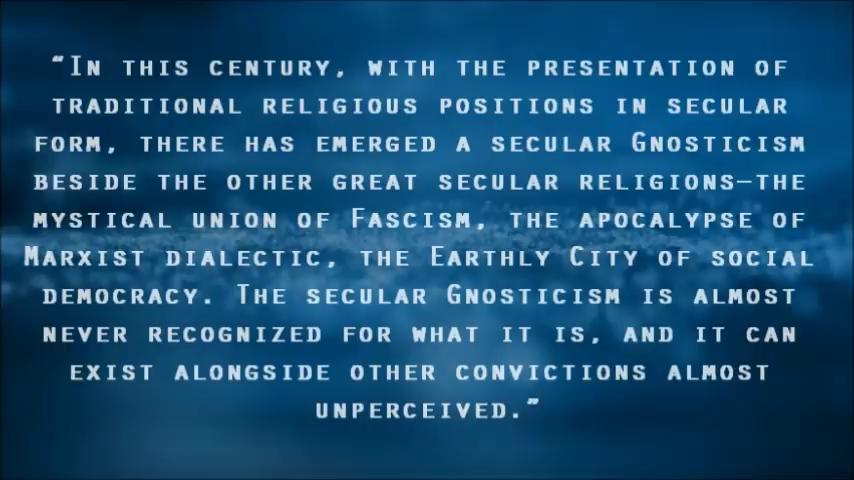 “In this century, with the presentation of
traditional religious positions in secular
form, there has emerged a secular Gnosticism
beside the other great secular religions—the
mystical union of Fascism, the apocalypse of
Marxist dialectic, the Earthly City of social
democracy. The secular Gnosticism is almost
never recognized for what it is, and it can
exist alongside other convictions almost
unperceived.”